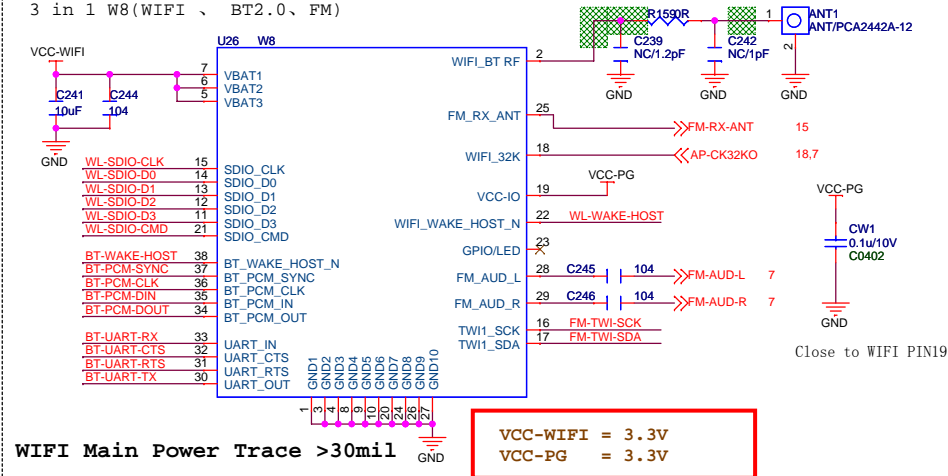 3 in 1 W8(WIFI 、 BT2.0、FM)
VCC-WIFI
C241
10uF
C244
104
GND
U26 W8
7 VBAT1
6 VBAT2
5 VBAT3
WL-SDIO-CLK 15 SDIO_CLK
WL-SDIO-D0 14 SDIO_D0
WL-SDIO-D1 13 SDIO_D1
WL-SDIO-D2 12 SDIO_D2
WL-SDIO-D3 11 SDIO_D3
WL-SDIO-CMD 21 SDIO_CMD
BT-WAKE-HOST 38 BT_WAKE_HOST_N
BT-PCM-SYNC 37 BT_PCM_SYNC
BT-PCM-CLK 36 BT_PCM_CLK
BT-PCM-DIN 35 BT_PCM_IN
BT-PCM-DOUT 34 BT_PCM_OUT
BT-UART-RX 33 UART_IN
BT-UART-CTS 32 UART_CTS
BT-UART-RTS 31 UART_RTS
BT-UART-TX 30 UART_OUT
GND1 GND2 GND3 GND4 GND5 GND6 GND7 GND8 GND9 GND10
1 3 4 8 9 10 20 24 26 27
GND
WIFI_BT RF 2
R159 0R
C239
NC/1.2pF
GND
C242
NC/1pF
GND
1
2
ANT1
ANT/PCA2442A-12
GND
FM_RX_ANT 25 FM-RX-ANT 15
WIFI_32K 18 AP-CK32KO 18,7
VCC-IO 19 VCC-PG
WIFI_WAKE_HOST_N 22 WL-WAKE-HOST
GPIO/LED 23
FM_AUD_L 28 C245 104 FM-AUD-L 7
FM_AUD_R 29 C246 104 FM-AUD-R 7
TWI1_SCK 16 FM-TWI-SCK
TWI1_SDA 17 FM-TWI-SDA
VCC-PG
CW1
0.1u/10V
C0402
GND
Close to WIFI PIN19
WIFI Main Power Trace >30mil
VCC-WIFI = 3.3V
VCC-PG = 3.3V